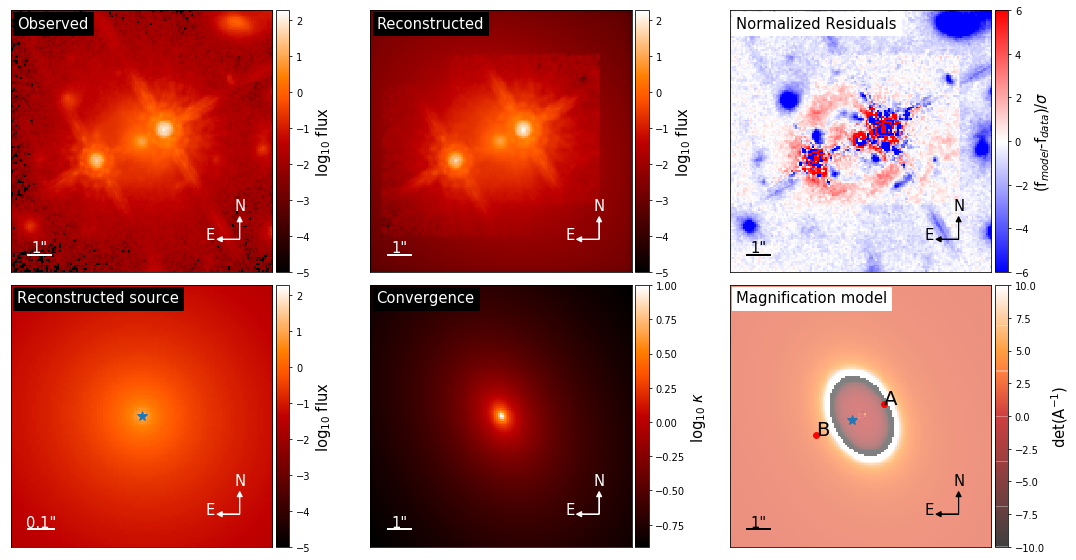 Observed
N
E
1"
2
1
0
−1
−2
−3
−4
−5
log₁₀ flux
Reconstructed
N
E
1"
2
1
0
−1
−2
−3
−4
−5
log₁₀ flux
Normalized Residuals
N
E
1"
6
4
2
0
−2
−4
−6
(f_model-f_data)/σ
Reconstructed source
N
E
0.1"
2
1
0
−1
−2
−3
−4
−5
log₁₀ flux
Convergence
N
E
1"
1.00
0.75
0.50
0.25
0.00
−0.25
−0.50
−0.75
log₁₀ κ
Magnification model
A
B
N
E
1"
10.0
7.5
5.0
2.5
0.0
−2.5
−5.0
−7.5
−10.0
det(A⁻¹)